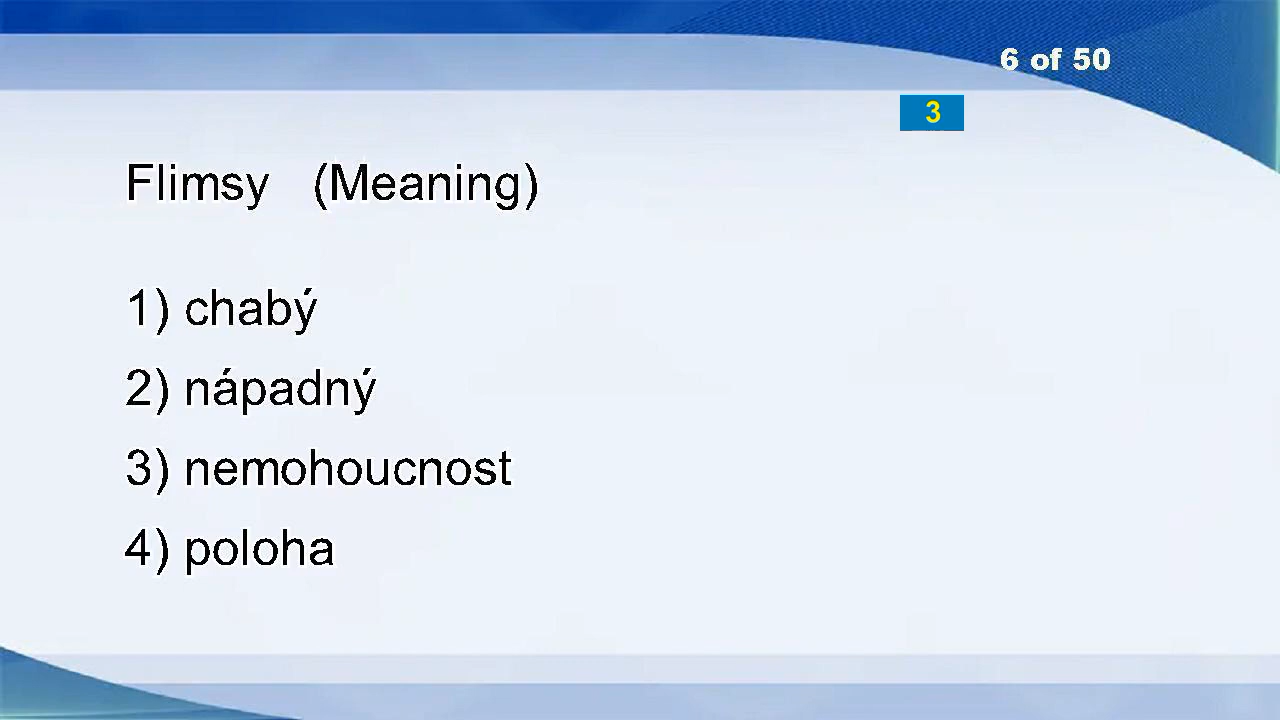 6 of 50
3
Flimsy (Meaning)
1) chabý
2) nápadný
3) nemohoucnost
4) poloha